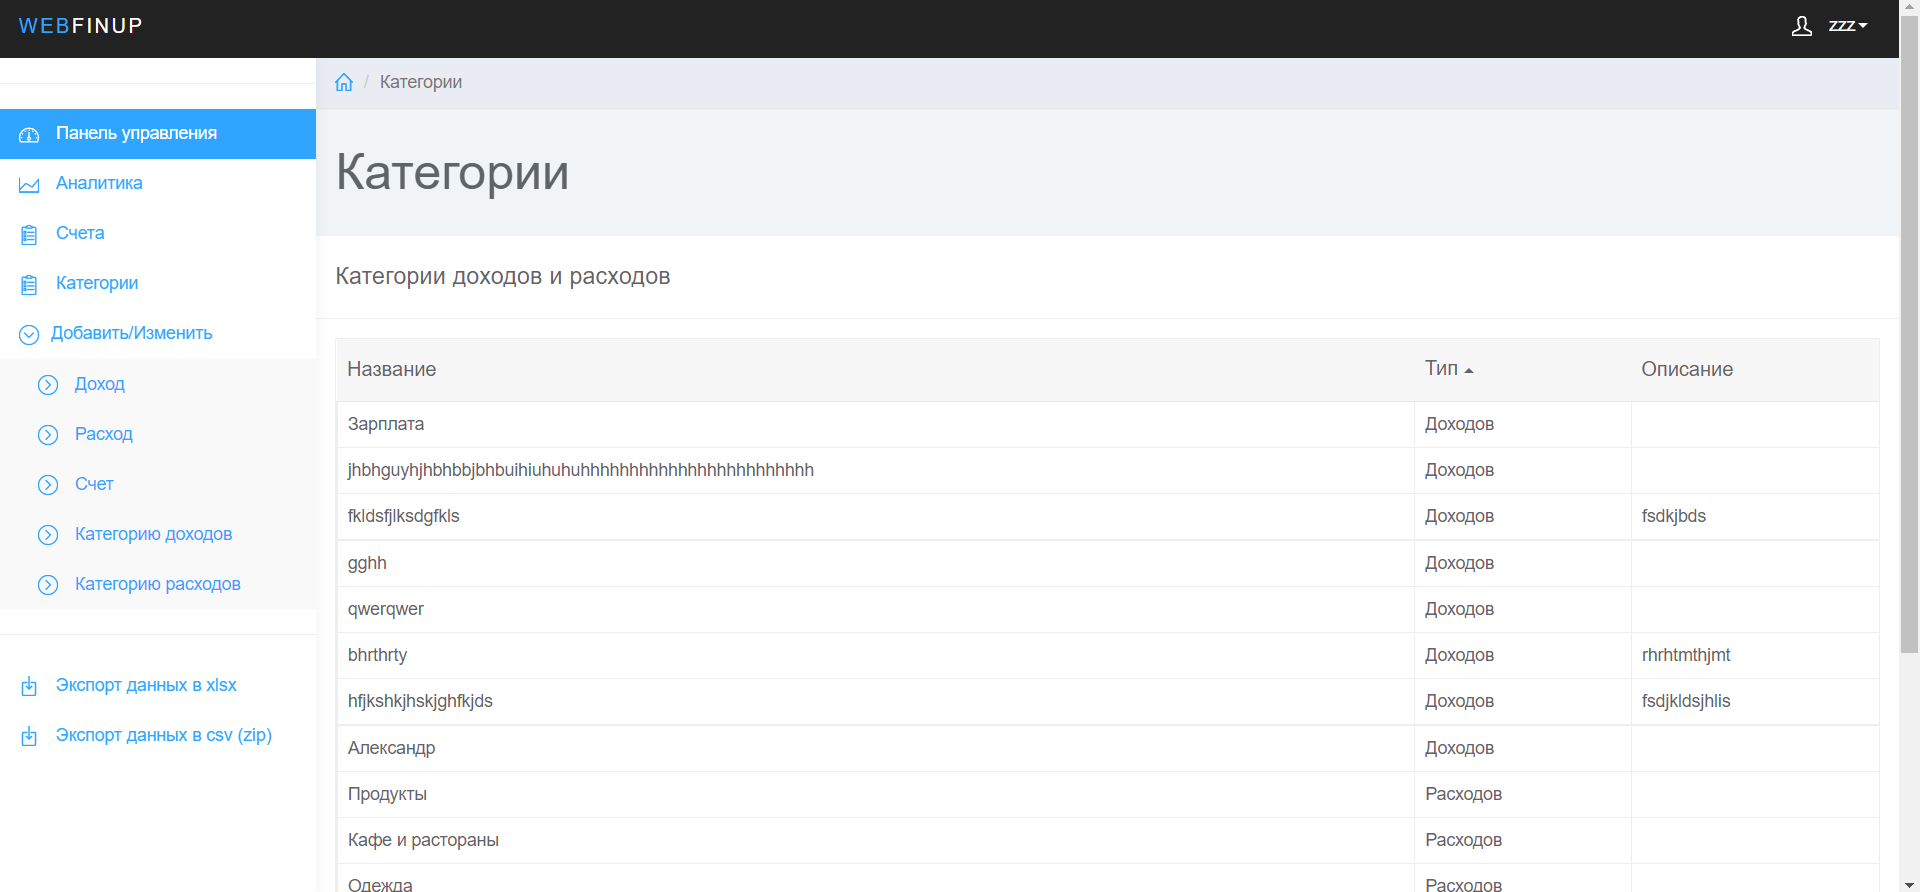 WEBFINUP
zzz
Категории
Панель управления
Аналитика
Счета
Категории
Добавить/Изменить
Доход
Расход
Счет
Категорию доходов
Категорию расходов
Экспорт данных в xlsx
Экспорт данных в csv (zip)
Категории
Категории доходов и расходов
Название Тип Описание
Зарплата Доходов
jhbhguyhjhbhbbjbhbuihiuhuhuhhhhhhhhhhhhhhhhhhhhhhhh Доходов
fkldsfjlksdgfkls Доходов fsdkjbds
gghh Доходов
qwerqwer Доходов
bhrthrty Доходов rhrhtmthjmt
hfjkshkjhskjghfkjds Доходов fsdjkldsjhlis
Александр Доходов
Продукты Расходов
Кафе и растораны Расходов
Одежда Расходов